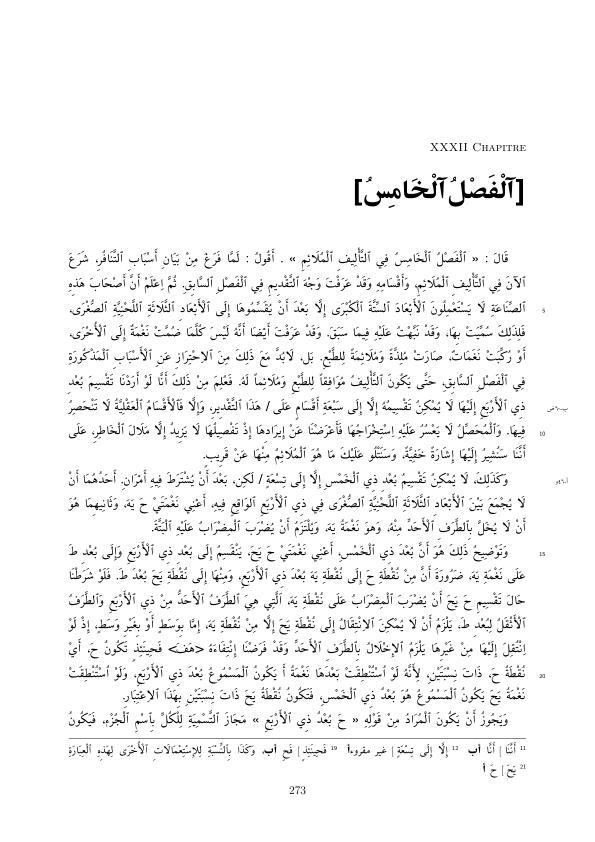 XXXII Chapitre
[ٱلْفَصْلُ ٱلْخَامِسُ]
قَالَ : « ٱلْفَصْلُ ٱلْخَامِسُ فِي ٱلتَّأْلِيفِ ٱلْمُلَائِمِ » . أَقُولُ : لَمَّا فَرَغَ مِنْ بَيَانِ أَسْبَابِ ٱلتَّنَافُرِ، شَرَعَ
ٱلآنَ فِي ٱلتَّأْلِيفِ ٱلْمُلَائِمِ، وَأَقْسَامِهِ وَقَدْ عَرَفْتَ وَجْهَ ٱلتَّقْدِيمِ فِي ٱلْفَصْلِ ٱلسَّابِقِ. ثُمَّ إِعْلَمْ أَنَّ أَصْحَابَ هَذِهِ
5 ٱلصِّنَاعَةِ لَا يَسْتَعْمِلُونَ ٱلْأَبْعَادَ ٱلسِّتَّةَ ٱلْكُبْرَى إِلَّا بَعْدَ أَنْ يُقَسِّمُوهَا إِلَى ٱلْأَبْعَادِ ٱلثَّلَاثَةِ ٱللَّحْنِيَّةِ ٱلصُّغْرَى،
فَلِذَلِكَ سُمِّيَتْ بِهَا، وَقَدْ نَبَّهْتُ عَلَيْهِ فِيمَا سَبَقَ. وَقَدْ عَرَفْتَ أَيْضًا أَنَّهُ لَيْسَ كُلَّمَا ضُمَّتْ نَغْمَةٌ إِلَى ٱلْأُخْرَى،
أَوْ رُكِّبَتْ نَغَمَاتٌ، صَارَتْ مُلِذَّةً وَمُلَائِمَةً لِلطَّبْعِ. بَلْ، لَابُدَّ مَعَ ذَلِكَ مِنَ ٱلِاحْتِرَازِ عَنِ ٱلْأَسْبَابِ ٱلْمَذْكُورَةِ
فِي ٱلْفَصْلِ ٱلسَّابِقِ، حَتَّى يَكُونَ ٱلتَّأْلِيفُ مُوَافِقًا لِلطَّبْعِ وَمُلَائِمًا لَهُ. فَعُلِمَ مِنْ ذَلِكَ أَنَّا لَوْ أَرَدْنَا تَقْسِيمَ بُعْدِ
ذِي ٱلْأَرْبَعِ إِلَيْهَا لَا يُمْكِنُ تَقْسِيمُهُ إِلَّا إِلَى سَبْعَةِ أَقْسَامٍ عَلَى / هَذَا ٱلتَّقْدِيرِ، وَإِلَّا فَٱلْأَقْسَامُ ٱلْعَقْلِيَّةُ لَا تَنْحَصِرُ
10 فِيهَا. وَٱلْمُحَصِّلُ لَا يَعْسُرُ عَلَيْهِ ٱسْتِخْرَاجُهَا فَأَعْرَضْنَا عَنْ إِيرَادِهَا إِذْ تَفْصِيلُهَا لَا يَزِيدُ إِلَّا مَلَالَ ٱلْخَاطِرِ، عَلَى
أَنَّنَا سَنُشِيرُ إِلَيْهَا إِشَارَةً خَفِيَّةً، وَسَنَتْلُو عَلَيْكَ مَا هُوَ ٱلْمُلَائِمُ مِنْهَا عَنْ قَرِيبٍ.
وَكَذَلِكَ، لَا يُمْكِنُ تَقْسِيمُ بُعْدِ ذِي ٱلْخَمْسِ إِلَّا إِلَى تِسْعَةٍ / لَكِنْ، بَعْدَ أَنْ يُشْتَرَطَ فِيهِ أَمْرَانِ. أَحَدُهُمَا أَنْ
لَا يُجْمَعَ بَيْنَ ٱلْأَبْعَادِ ٱلثَّلَاثَةِ ٱللَّحْنِيَّةِ ٱلصُّغْرَى فِي ذِي ٱلْأَرْبَعِ ٱلْوَاقِعِ فِيهِ، أَعْنِي نَغْمَتَيْ حَ يَهَ، وَثَانِيهِمَا هُوَ
أَنْ لَا يُخَلَّ بِٱلطَّرَفِ ٱلْأَحَدِّ مِنْهُ، وَهوَ نَغْمَةُ يَهَ، وَيُلْتَزَمُ أَنْ يُضْرَبَ ٱلْمِضْرَابُ عَلَيْهِ ٱلْبَتَّةَ.
15 وَتَوْضِيحُ ذَلِكَ هُوَ أَنَّ بُعْدَ ذِي ٱلْخَمْسِ، أَعْنِي نَغْمَتَيْ حَ يَحَ، يَنْقَسِمُ إِلَى بُعْدِ ذِي ٱلْأَرْبَعِ وَإِلَى بُعْدِ طَ
عَلَى نَغْمَةِ يَهَ، ضَرُورَةَ أَنَّ مِنْ نُقْطَةِ حَ إِلَى نُقْطَةِ يَهَ بُعْدَ ذِي ٱلْأَرْبَعِ، وَمِنْهَا إِلَى نُقْطَةِ يَحَ بُعْدَ طَ. فَلَوْ شَرَطْنَا
حَالَ تَقْسِيمِ حَ يَحَ أَنْ يُضْرَبَ ٱلْمِضْرَابُ عَلَى نُقْطَةِ يَهَ، ٱلَّتِي هِيَ ٱلطَّرَفُ ٱلْأَحَدُّ مِنْ ذِي ٱلْأَرْبَعِ وَٱلطَّرَفُ
ٱلْأَثْقَلُ لِبُعْدِ طَ، يَلْزَمُ أَنْ لَا يُمْكِنَ ٱلِانْتِقَالُ إِلَى نُقْطَةِ يَحَ إِلَّا مِنْ نُقْطَةِ يَهَ، إِمَّا بِوَسَطٍ أَوْ بِغَيْرِ وَسَطٍ، إِذْ لَوْ
ٱنْتُقِلَ إِلَيْهَا مِنْ غَيْرِهَا يَلْزَمُ ٱلْإِخْلَالُ بِٱلطَّرَفِ ٱلْأَحَدِّ وَقَدْ فَرَضْنَا ٱنْتِفَاءَهُ <هَفَ> فَحِينَئِذٍ تَكُونُ حَ، أَيْ
20 نُقْطَةُ حَ، ذَاتَ نِسْبَتَيْنِ، لِأَنَّهُ لَوْ ٱسْتُنْطِقَتْ بَعْدَهَا نَغْمَةُ أَ يَكُونُ ٱلْمَسْمُوعُ بُعْدَ ذِي ٱلْأَرْبَعِ، وَلَوْ ٱسْتُنْطِقَتْ
نَغْمَةُ يَحَ يَكُونُ ٱلْمَسْمُوعُ هُوَ بُعْدَ ذِي ٱلْخَمْسِ، فَتَكُونُ نُقْطَةُ يَحَ ذَاتَ نِسْبَتَيْنِ بِهَذَا ٱلِاعْتِبَارِ.
وَيَجُوزُ أَنْ يَكُونَ ٱلْمُرَادُ مِنْ قَوْلِهِ « حَ بُعْدُ ذِي ٱلْأَرْبَعِ » مَجَازَ ٱلتَّسْمِيَةِ لِلْكُلِّ بِٱسْمِ ٱلْجُزْءِ، فَيَكُونُ
11 أَنَّنَا ] أَنَّا أب 12 إِلَّا إِلَى تِسْعَةٍ ] غير مقروءأ 19 فَحِينَئِذٍ ] فَحِ أب، وَكَذَا بِالنِّسْبَةِ لِلِاسْتِعْمَالَاتِ ٱلْأُخْرَى لِهَذِهِ ٱلْعِبَارَةِ
21 يَحَ ] حَ أ
273